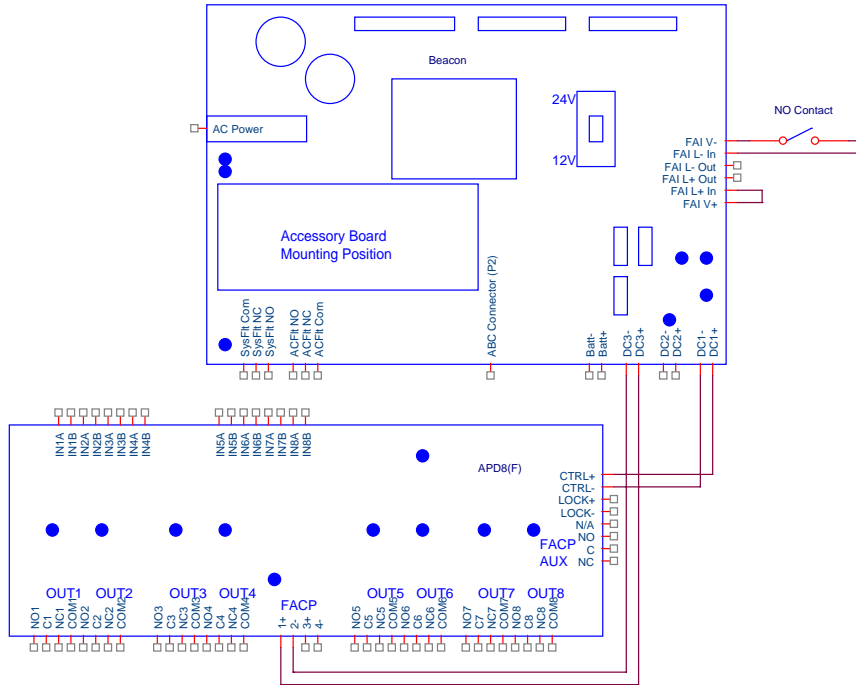 Beacon
24V
12V
NO Contact
AC Power
FAI V-
FAI L- In
FAI L- Out
FAI L+ Out
FAI L+ In
FAI V+
Accessory Board
Mounting Position
SysFlt Com
SysFlt NC
SysFlt NO
ACFlt NO
ACFlt NC
ACFlt Com
ABC Connector (P2)
Batt-
Batt+
DC3-
DC3+
DC2-
DC2+
DC1-
DC1+
IN1A
IN1B
IN2A
IN2B
IN3A
IN3B
IN4A
IN4B
IN5A
IN5B
IN6A
IN6B
IN7A
IN7B
IN8A
IN8B
APD8(F)
CTRL+
CTRL-
LOCK+
LOCK-
N/A
NO
FACP
C
AUX
NC
OUT1
OUT2
OUT3
OUT4
FACP
OUT5
OUT6
OUT7
OUT8
NO1
C1
NC1
COM1
NO2
C2
NC2
COM2
NO3
C3
NC3
COM3
NO4
C4
NC4
COM4
1+
2-
3+
4-
NO5
C5
NC5
COM5
NO6
C6
NC6
COM6
NO7
C7
NC7
COM7
NO8
C8
NC8
COM8